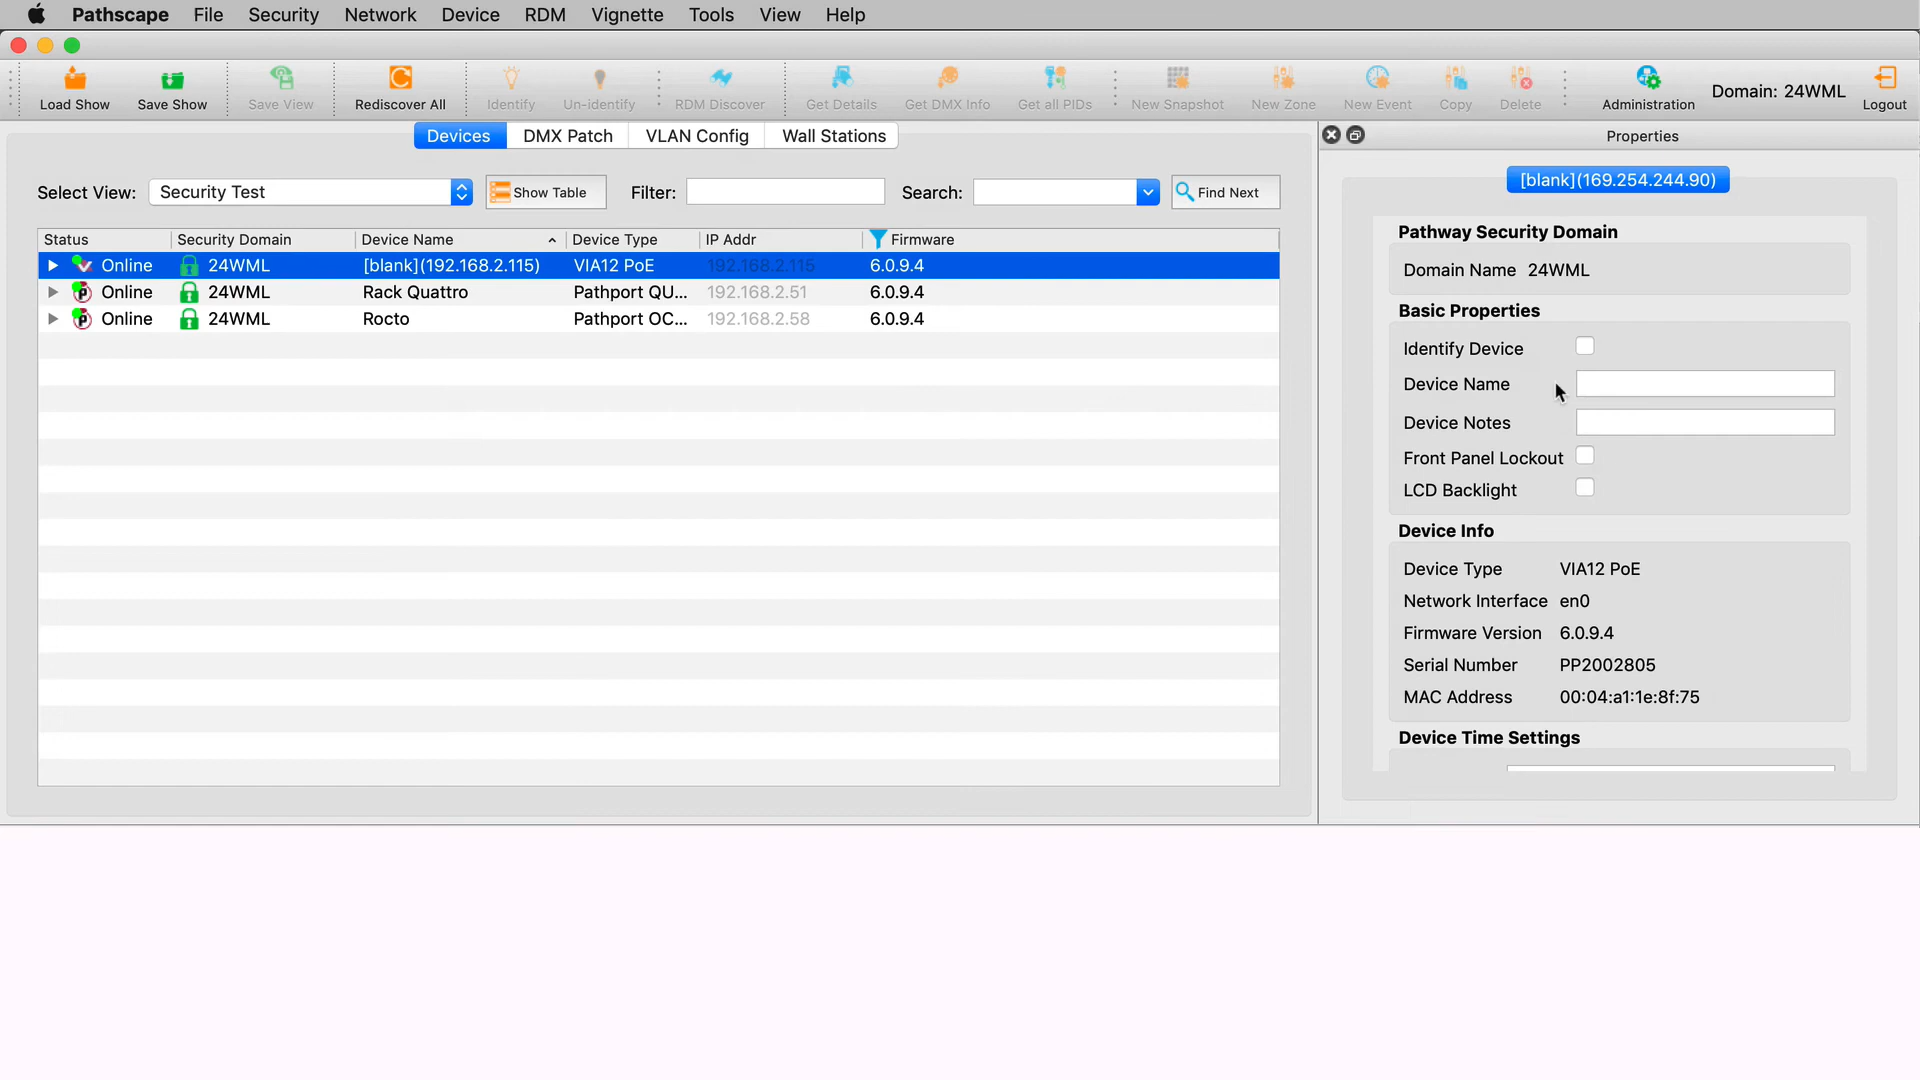 Pathscape File Security Network Device RDM Vignette Tools View Help
Load Show Save Show Save View Rediscover All Identify Un-identify RDM Discover Get Details Get DMX Info Get all PIDs New Snapshot New Zone New Event Copy Delete Administration Domain: 24WML Logout
Devices DMX Patch VLAN Config Wall Stations
Properties
Select View: Security Test Show Table Filter: Search: Find Next
[blank](169.254.244.90)
Status Security Domain Device Name Device Type IP Addr Firmware
Online 24WML [blank](192.168.2.115) VIA12 PoE 192.168.2.115 6.0.9.4
Online 24WML Rack Quattro Pathport QU... 192.168.2.51 6.0.9.4
Online 24WML Rocto Pathport OC... 192.168.2.58 6.0.9.4
Pathway Security Domain
Domain Name 24WML
Basic Properties
Identify Device
Device Name
Device Notes
Front Panel Lockout
LCD Backlight
Device Info
Device Type VIA12 PoE
Network Interface en0
Firmware Version 6.0.9.4
Serial Number PP2002805
MAC Address 00:04:a1:1e:8f:75
Device Time Settings